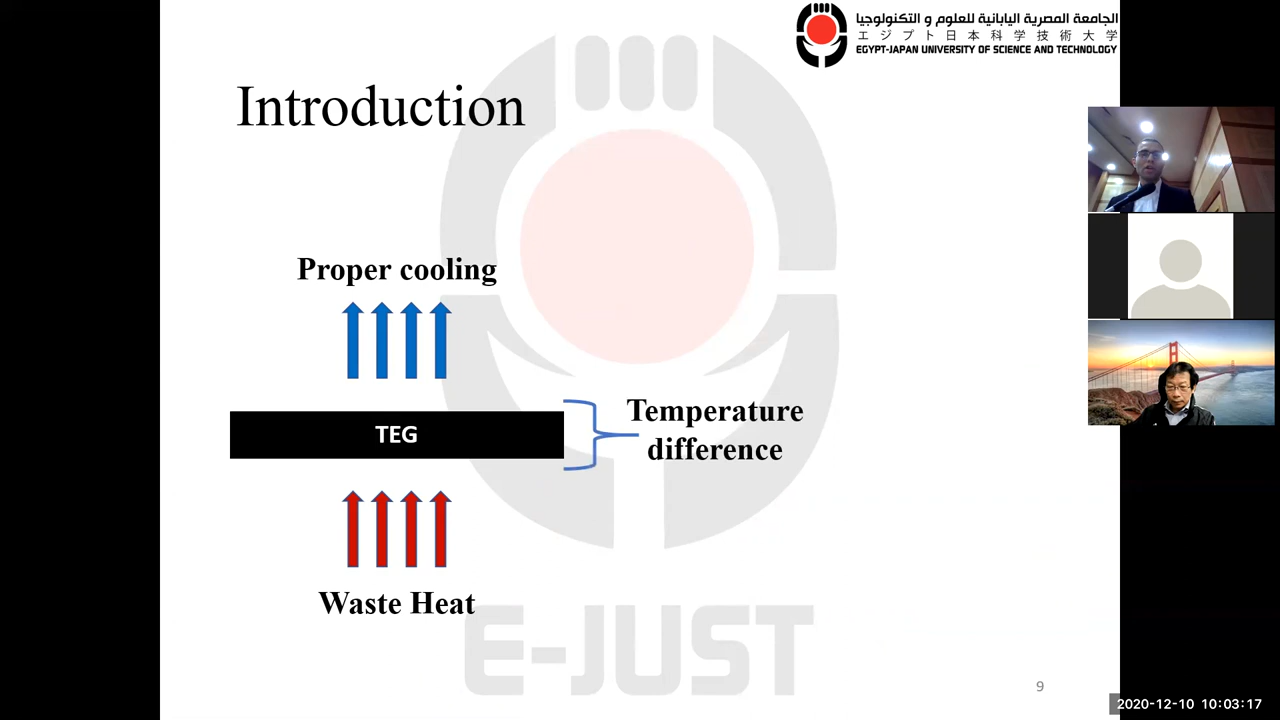 الجامعة المصرية اليابانية للعلوم و التكنولوجيا
エジプト日本科学技術大学
EGYPT-JAPAN UNIVERSITY OF SCIENCE AND TECHNOLOGY
Introduction
Proper cooling
TEG
Temperature
difference
Waste Heat
E-JUST
9
2020-12-10 10:03:17